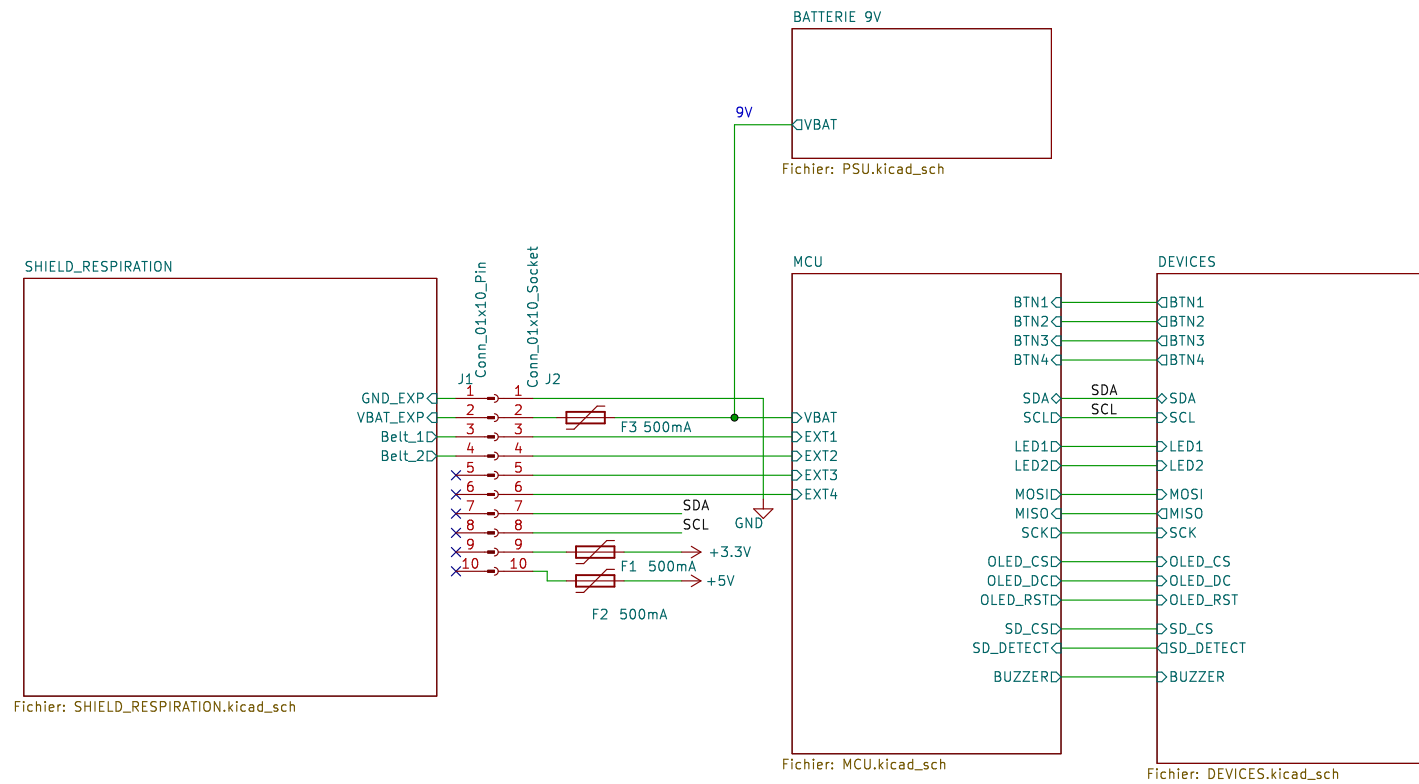 BATTERIE 9V
9V
VBAT
Fichier: PSU.kicad_sch
SHIELD_RESPIRATION
GND_EXP
VBAT_EXP
Belt_1
Belt_2
Fichier: SHIELD_RESPIRATION.kicad_sch
Conn_01x10_Pin
J1
1
2
3
4
5
6
7
8
9
10
Conn_01x10_Socket
J2
1
2
3
4
5
6
7
8
9
10
F3 500mA
SDA
SCL
GND
+3.3V
F1 500mA
+5V
F2 500mA
MCU
VBAT
EXT1
EXT2
EXT3
EXT4
BTN1
BTN2
BTN3
BTN4
SDA
SCL
LED1
LED2
MOSI
MISO
SCK
OLED_CS
OLED_DC
OLED_RST
SD_CS
SD_DETECT
BUZZER
Fichier: MCU.kicad_sch
SDA
SCL
DEVICES
BTN1
BTN2
BTN3
BTN4
SDA
SCL
LED1
LED2
MOSI
MISO
SCK
OLED_CS
OLED_DC
OLED_RST
SD_CS
SD_DETECT
BUZZER
Fichier: DEVICES.kicad_sch